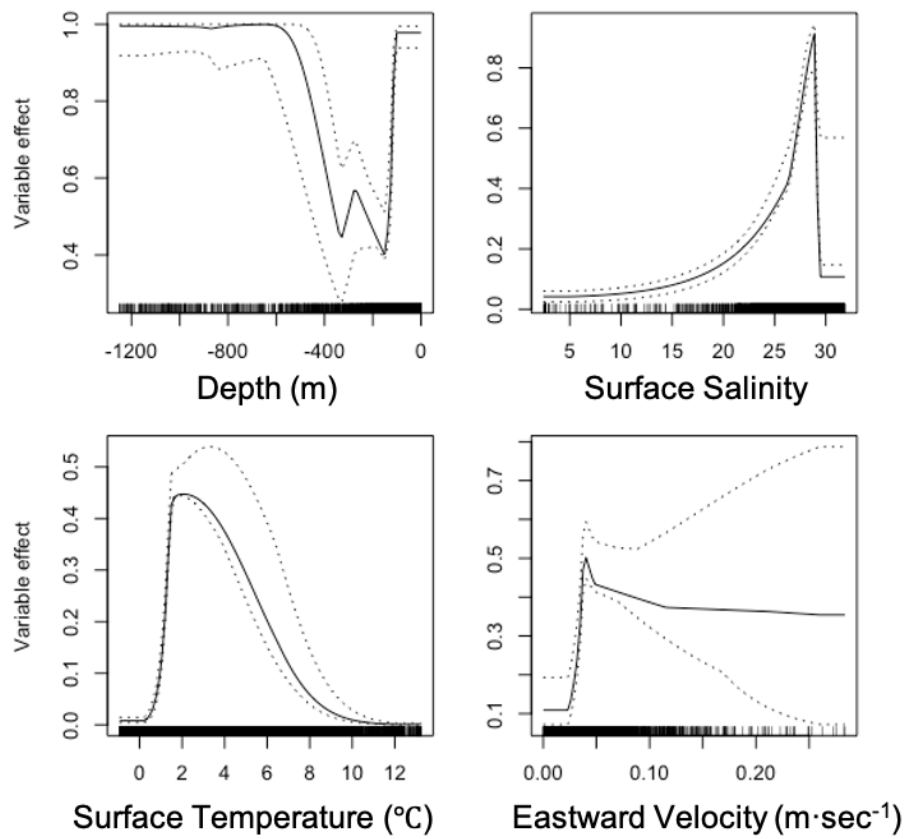 Variable effect
1.0
0.8
0.6
0.4
-1200 -800 -400 0
Depth (m)
0.8
0.6
0.4
0.2
0.0
5 10 15 20 25 30
Surface Salinity
Variable effect
0.5
0.4
0.3
0.2
0.1
0.0
0 2 4 6 8 10 12
Surface Temperature (℃)
0.7
0.5
0.3
0.1
0.00 0.10 0.20
Eastward Velocity (m·sec⁻¹)